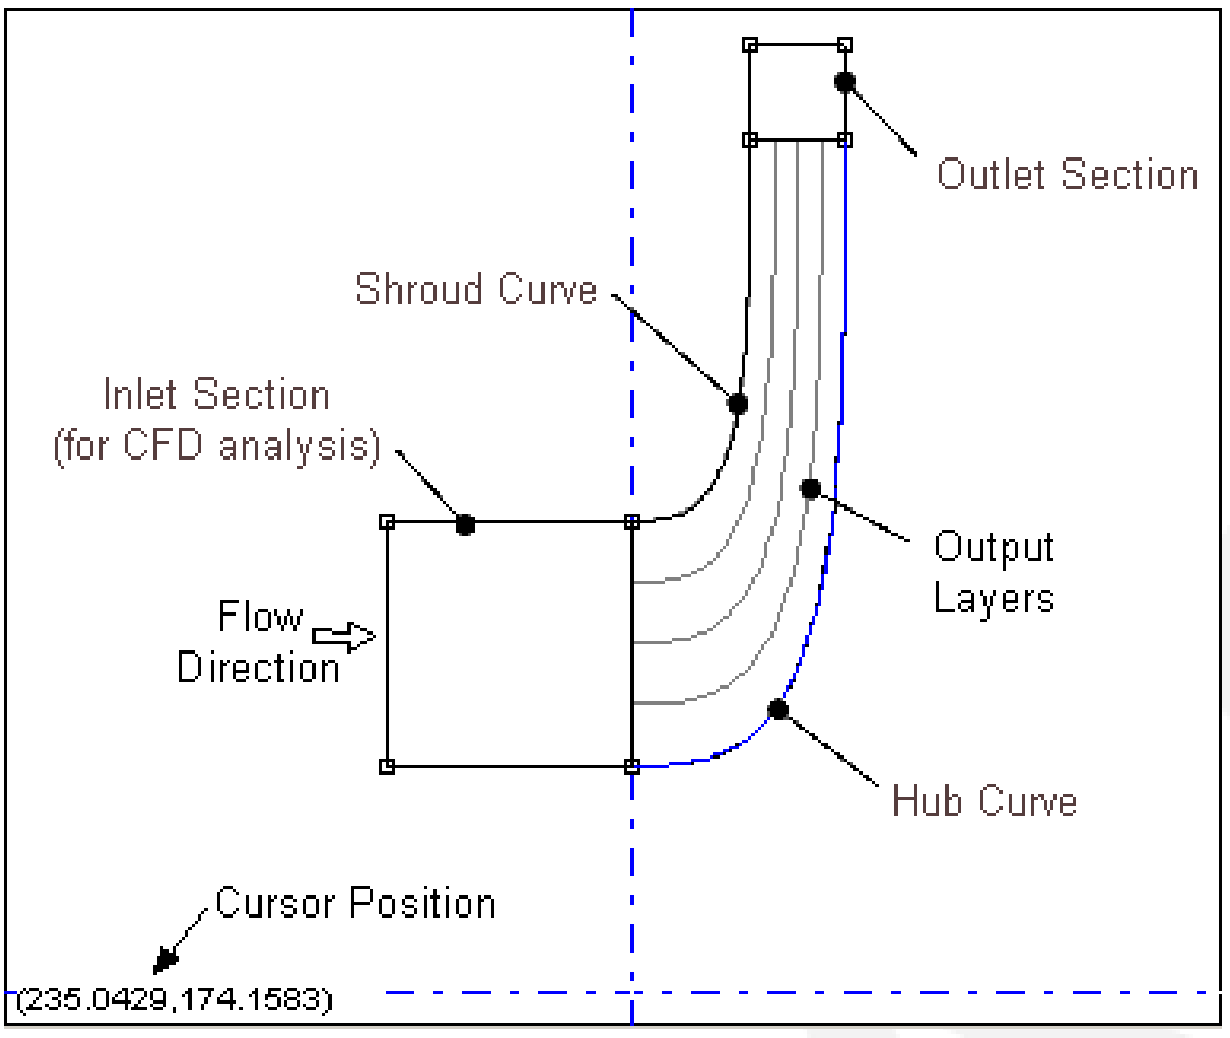 Outlet Section
Shroud Curve
Inlet Section
(for CFD analysis)
Output
Layers
Flow
Direction
Hub Curve
Cursor Position
(235.0429,174.1583)